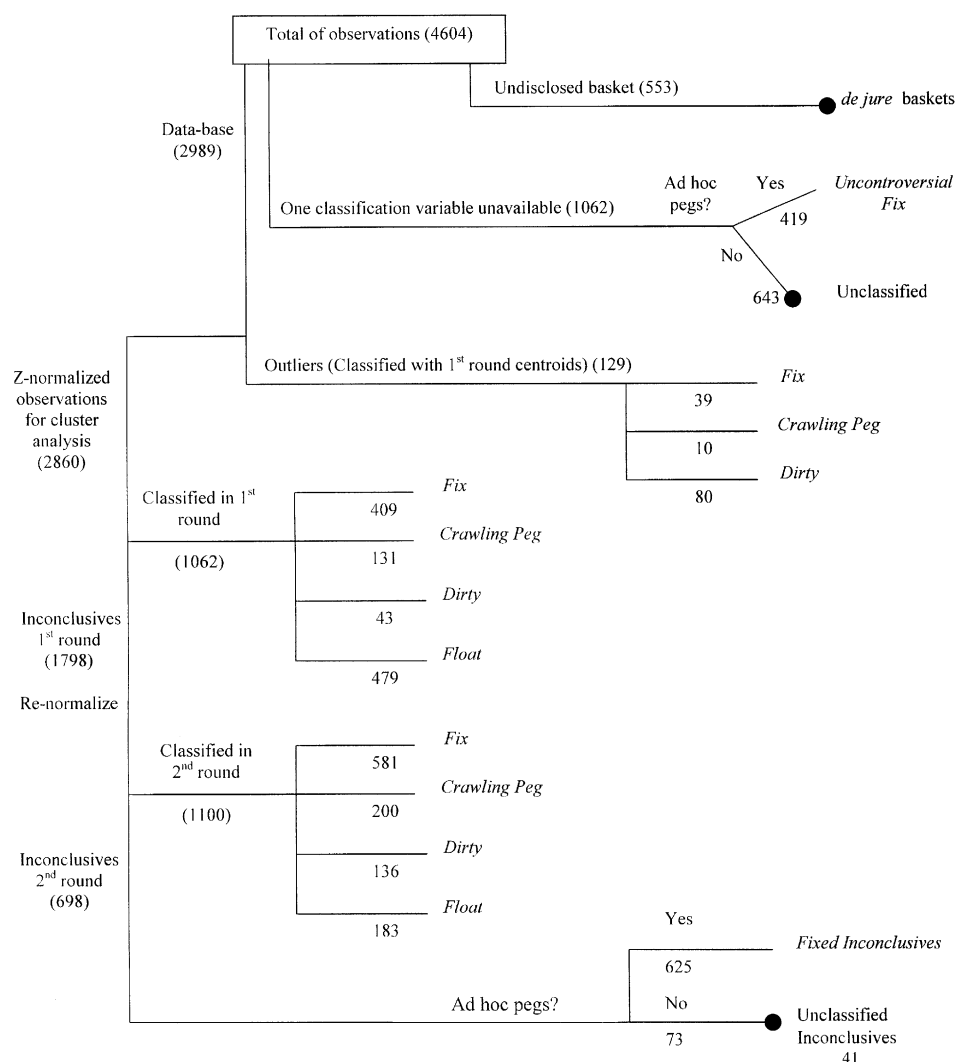 Total of observations (4604)
Undisclosed basket (553)
de jure baskets
Data-base
(2989)
Ad hoc
pegs?
Yes
Uncontroversial
Fix
One classification variable unavailable (1062)
419
No
643
Unclassified
Outliers (Classified with 1st round centroids) (129)
Fix
39
Crawling Peg
10
Dirty
80
Z-normalized
observations
for cluster
analysis
(2860)
Classified in 1st
round
(1062)
Fix
409
Crawling Peg
131
Dirty
43
Float
479
Inconclusives
1st round
(1798)
Re-normalize
Classified in
2nd round
(1100)
Fix
581
Crawling Peg
200
Dirty
136
Float
183
Inconclusives
2nd round
(698)
Ad hoc pegs?
Yes
Fixed Inconclusives
625
No
73
Unclassified
Inconclusives
41